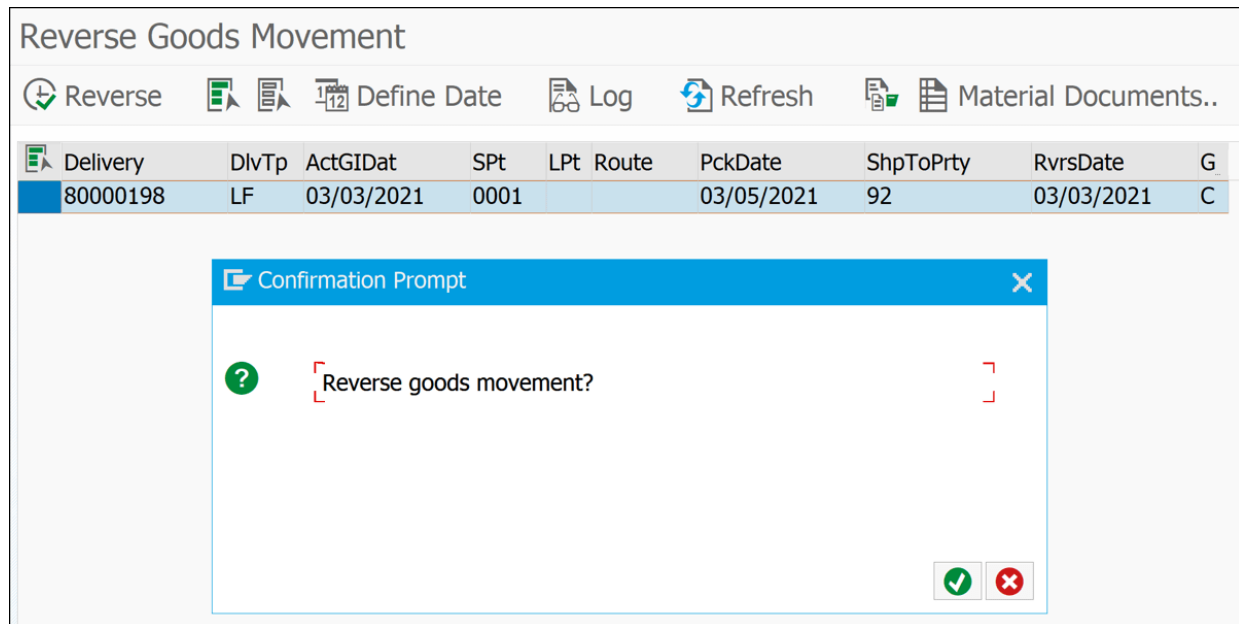 Reverse Goods Movement
Reverse Define Date Log Refresh Material Documents..
Delivery DlvTp ActGIDat SPt LPt Route PckDate ShpToPrty RvrsDate G
80000198 LF 03/03/2021 0001 03/05/2021 92 03/03/2021 C
Confirmation Prompt
Reverse goods movement?